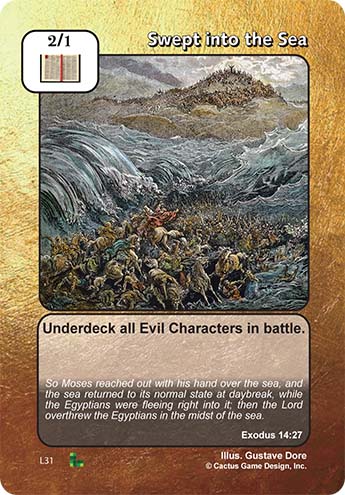 2/1
Swept into the Sea
Underdeck all Evil Characters in battle.
So Moses reached out with his hand over the sea, and
the sea returned to its normal state at daybreak, while
the Egyptians were fleeing right into it; then the Lord
overthrew the Egyptians in the midst of the sea.
Exodus 14:27
L31
Illus. Gustave Dore
© Cactus Game Design, Inc.